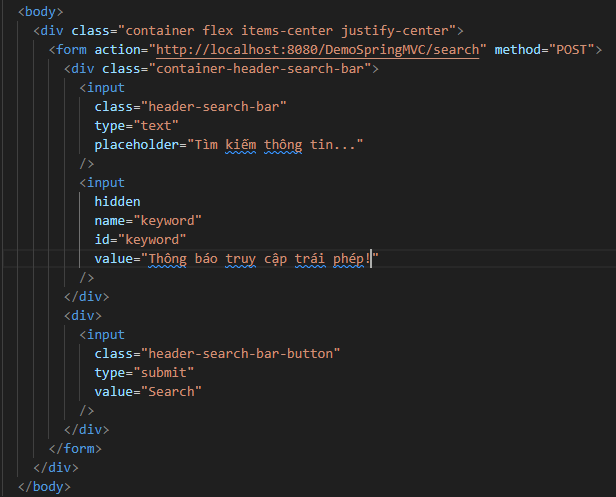 <body>
<div class="container flex items-center justify-center">
<form action="http://localhost:8080/DemoSpringMVC/search" method="POST">
<div class="container-header-search-bar">
<input
class="header-search-bar"
type="text"
placeholder="Tìm kiếm thông tin..."
/>
<input
hidden
name="keyword"
id="keyword"
value="Thông báo truy cập trái phép!"
/>
</div>
<div>
<input
class="header-search-bar-button"
type="submit"
value="Search"
/>
</div>
</form>
</div>
</body>